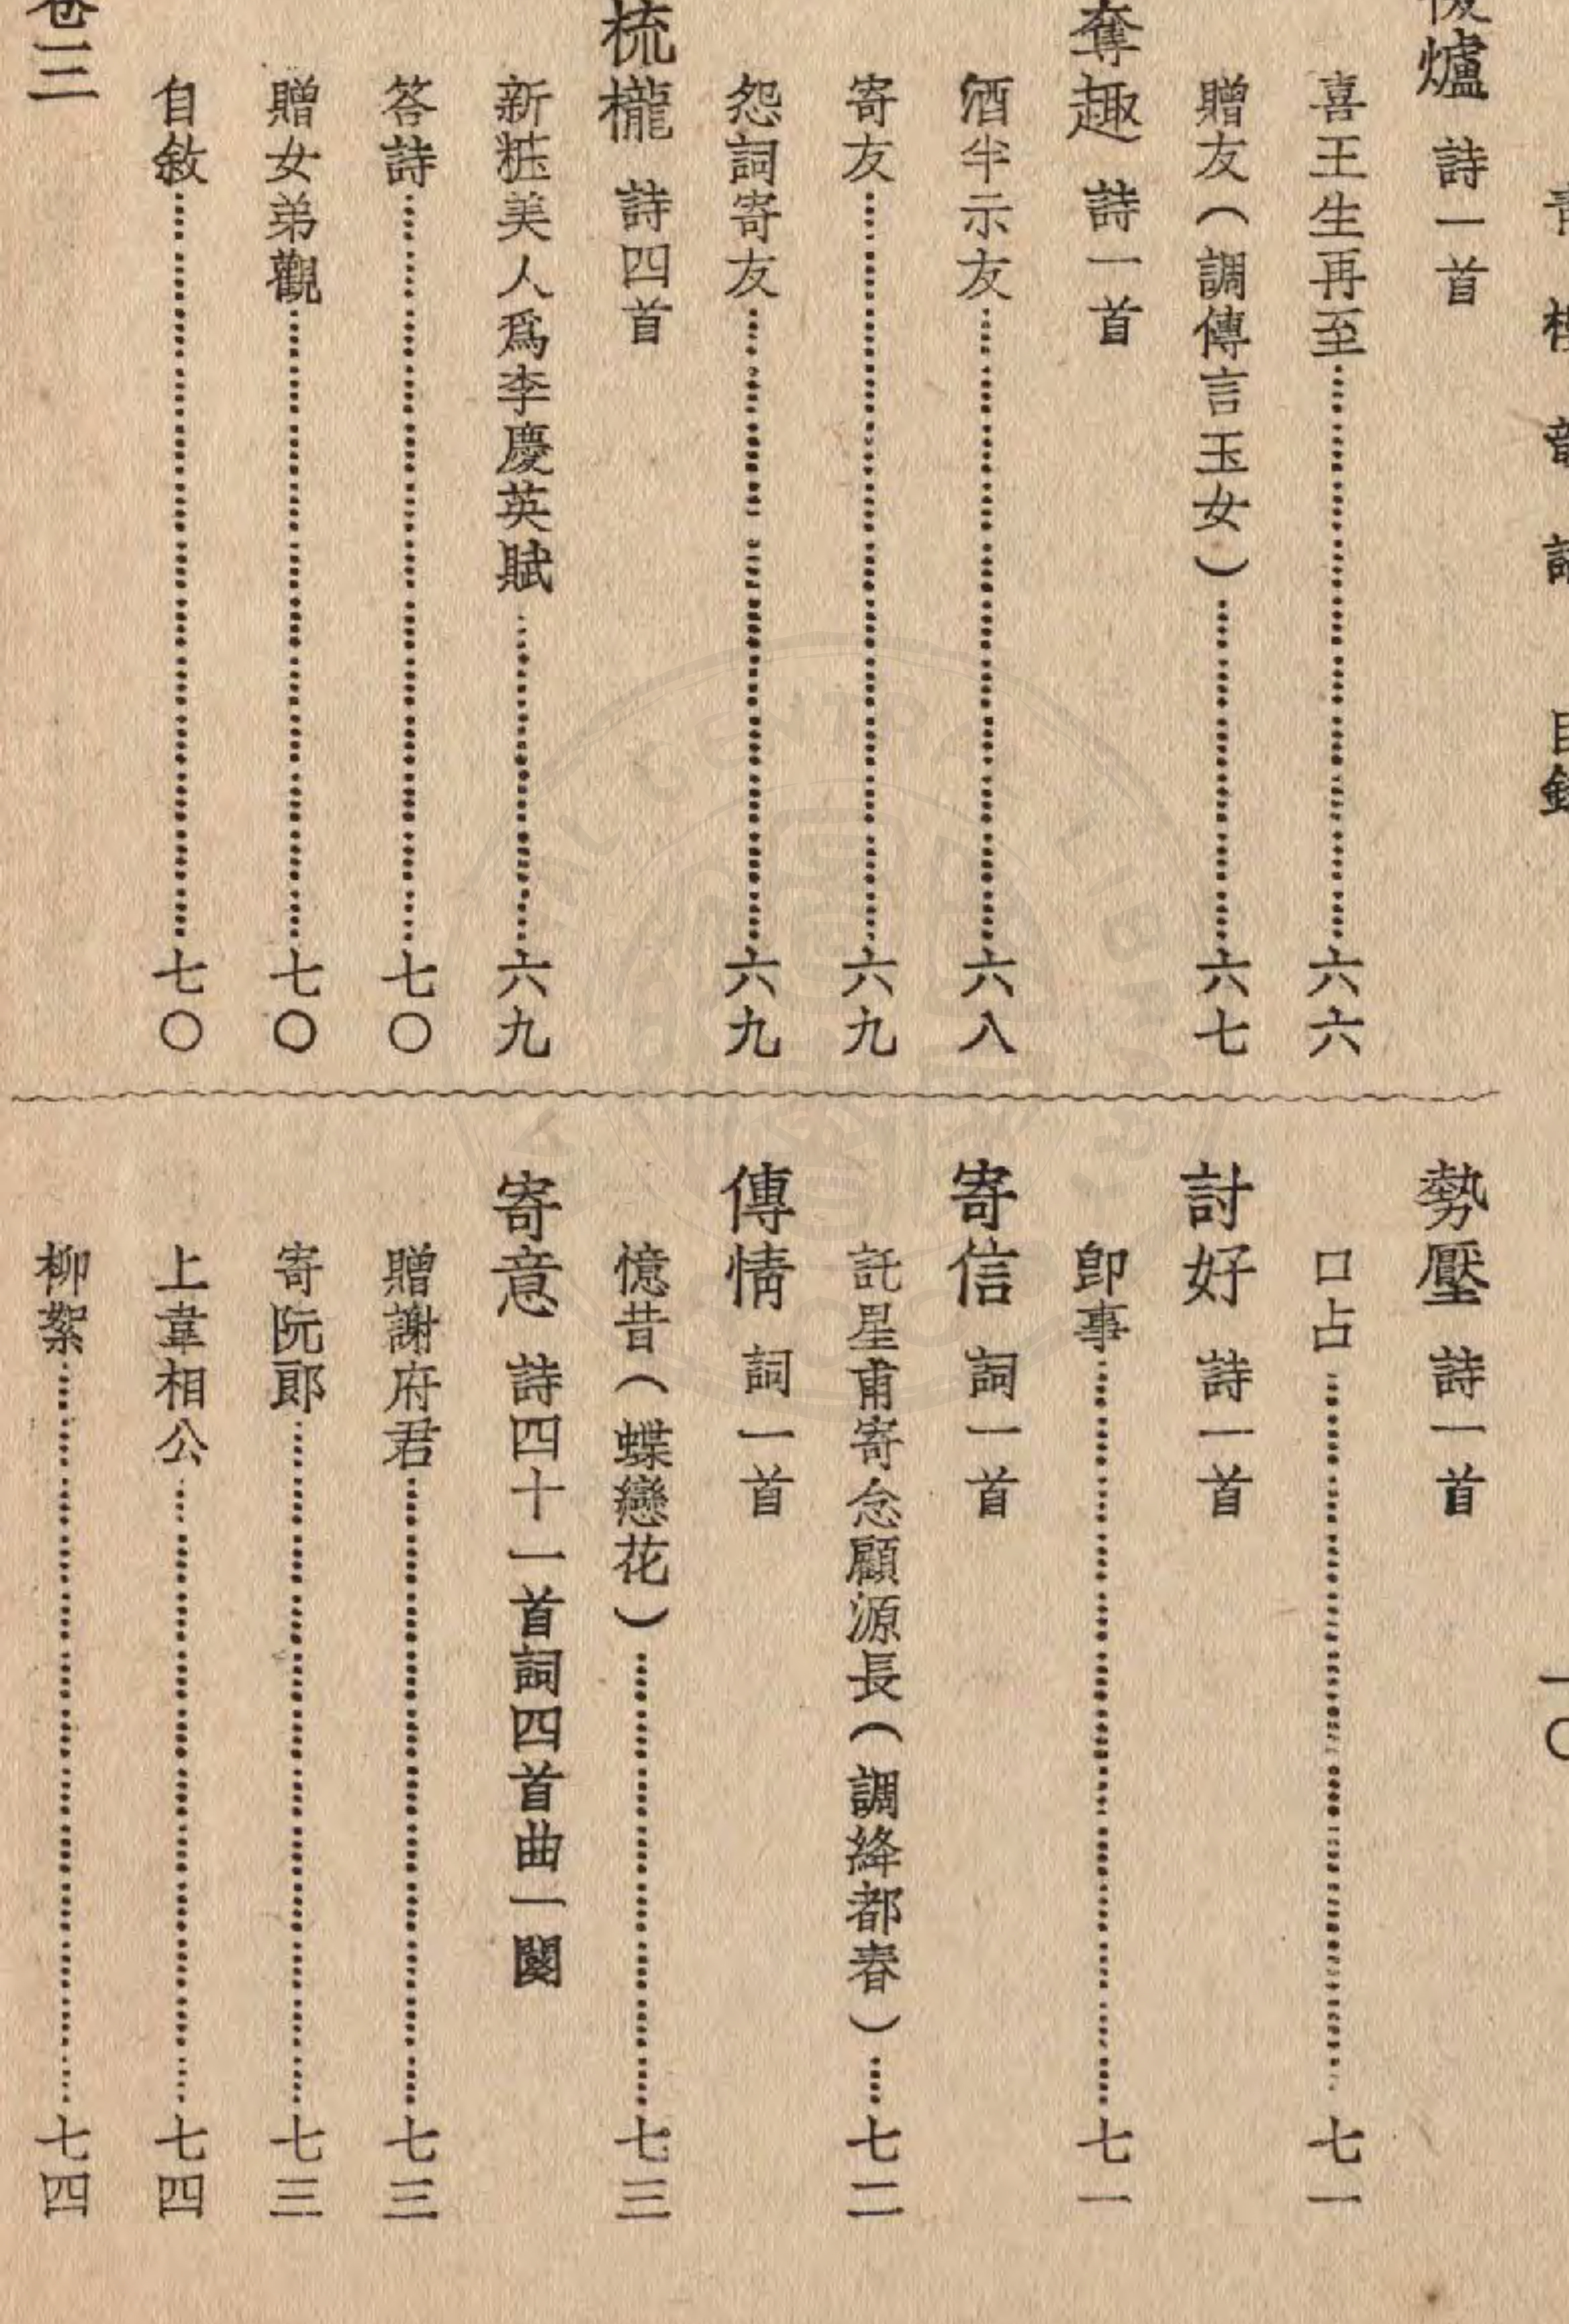 爐 詩一首
喜王生再至……六六
贈友（調傳言玉女）……六七
奪趣 詩一首
酒半示友……六八
寄友……六九
怨詞寄友……六九
梳櫳 詩四首
新粧美人爲李慶英賦……六九
答詩……七〇
贈女弟觀……七〇
自敘……七〇
卷三
勢壓 詩一首
口占……七一
討好 詩一首
卽事……七一
寄信 詞一首
託星甫寄念顧源長（調絳都春）……七二
傳情 詞一首
憶昔（蝶戀花）……七三
寄意 詩四十一首詞四首曲一闋
贈謝府君……七三
寄阮郎……七三
上韋相公……七四
柳絮……七四
目錄
一〇